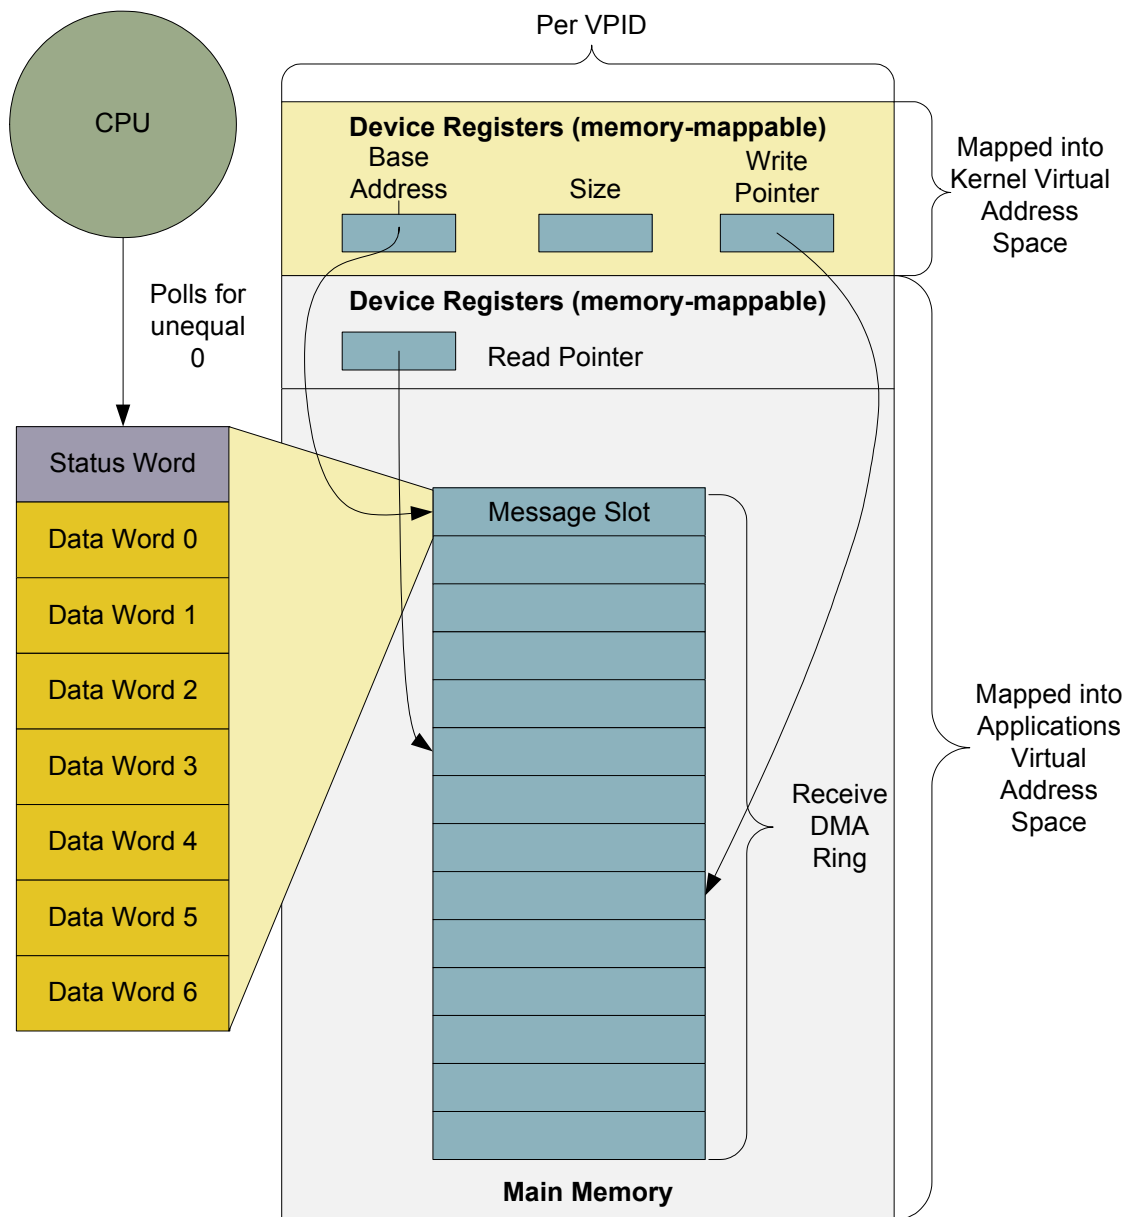 Per VPID
CPU
Device Registers (memory-mappable)
Base
Address
Size
Write
Pointer
Mapped into
Kernel Virtual
Address
Space
Polls for
unequal
0
Device Registers (memory-mappable)
Read Pointer
Status Word
Data Word 0
Data Word 1
Data Word 2
Data Word 3
Data Word 4
Data Word 5
Data Word 6
Message Slot
Receive
DMA
Ring
Mapped into
Applications
Virtual
Address
Space
Main Memory